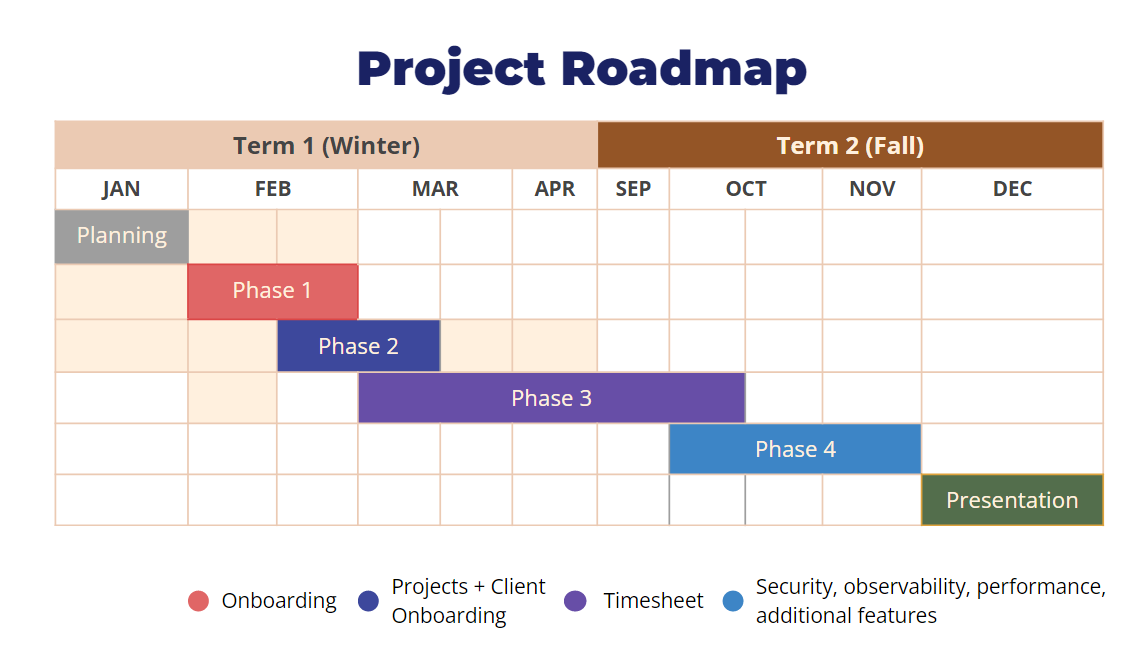 Project Roadmap
Term 1 (Winter) Term 2 (Fall)
JAN FEB MAR APR SEP OCT NOV DEC
Planning
Phase 1
Phase 2
Phase 3
Phase 4
Presentation
Onboarding
Projects + Client
Onboarding
Timesheet
Security, observability, performance,
additional features